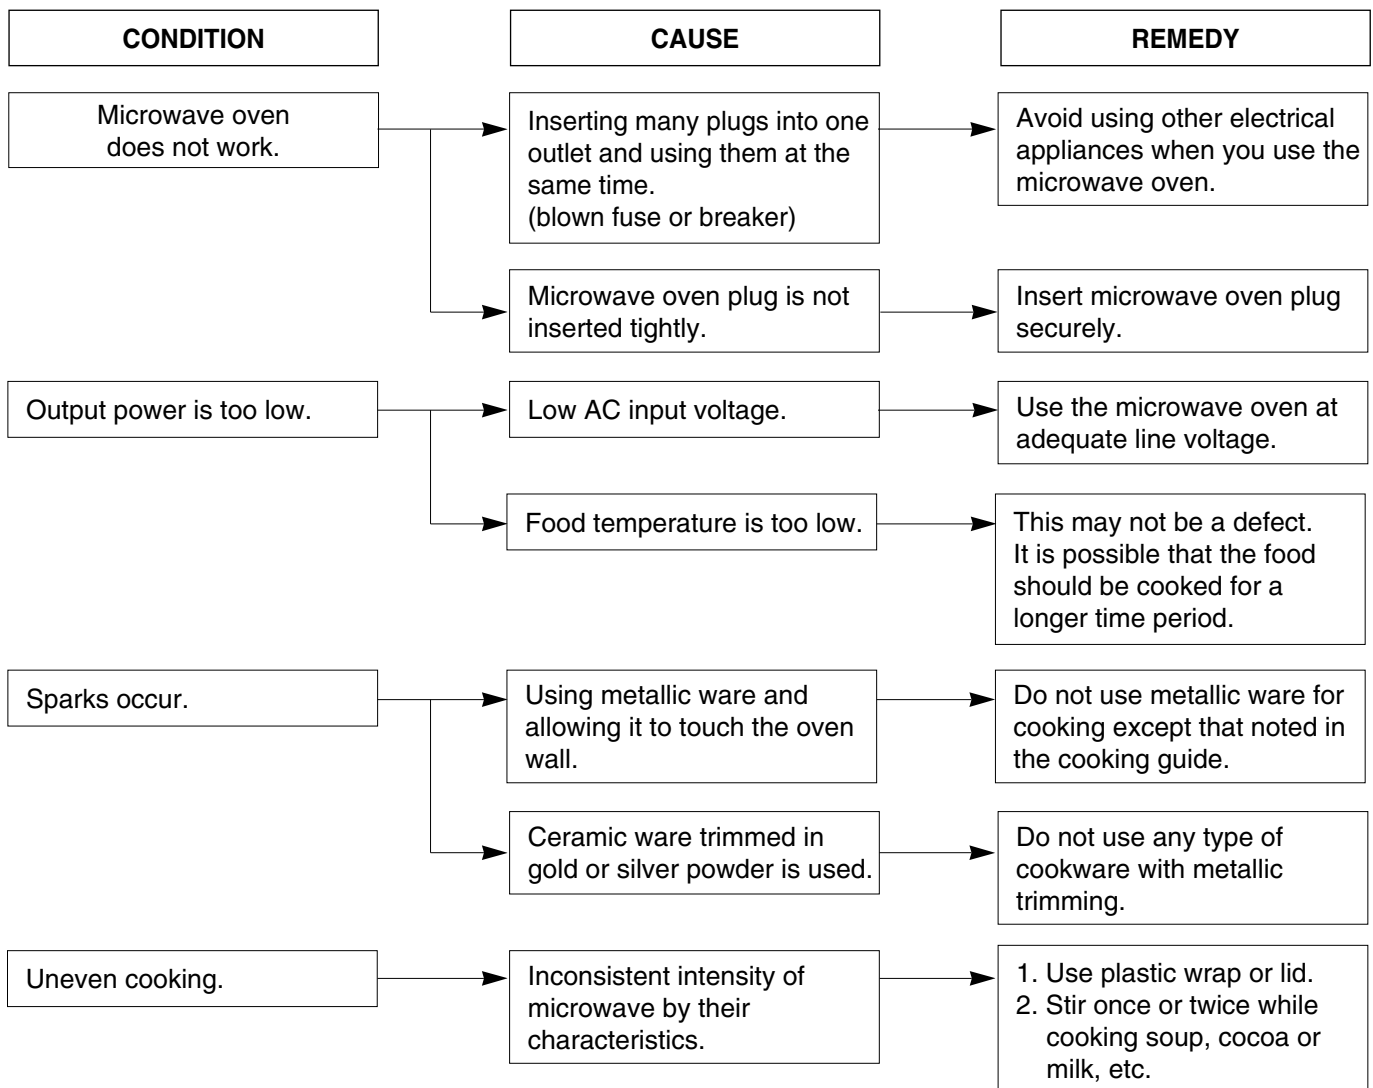 CONDITION
CAUSE
REMEDY
Microwave oven
does not work.
Inserting many plugs into one
outlet and using them at the
same time.
(blown fuse or breaker)
Avoid using other electrical
appliances when you use the
microwave oven.
Microwave oven plug is not
inserted tightly.
Insert microwave oven plug
securely.
Output power is too low.
Low AC input voltage.
Use the microwave oven at
adequate line voltage.
Food temperature is too low.
This may not be a defect.
It is possible that the food
should be cooked for a
longer time period.
Sparks occur.
Using metallic ware and
allowing it to touch the oven
wall.
Do not use metallic ware for
cooking except that noted in
the cooking guide.
Ceramic ware trimmed in
gold or silver powder is used.
Do not use any type of
cookware with metallic
trimming.
Uneven cooking.
Inconsistent intensity of
microwave by their
characteristics.
1. Use plastic wrap or lid.
2. Stir once or twice while
cooking soup, cocoa or
milk, etc.